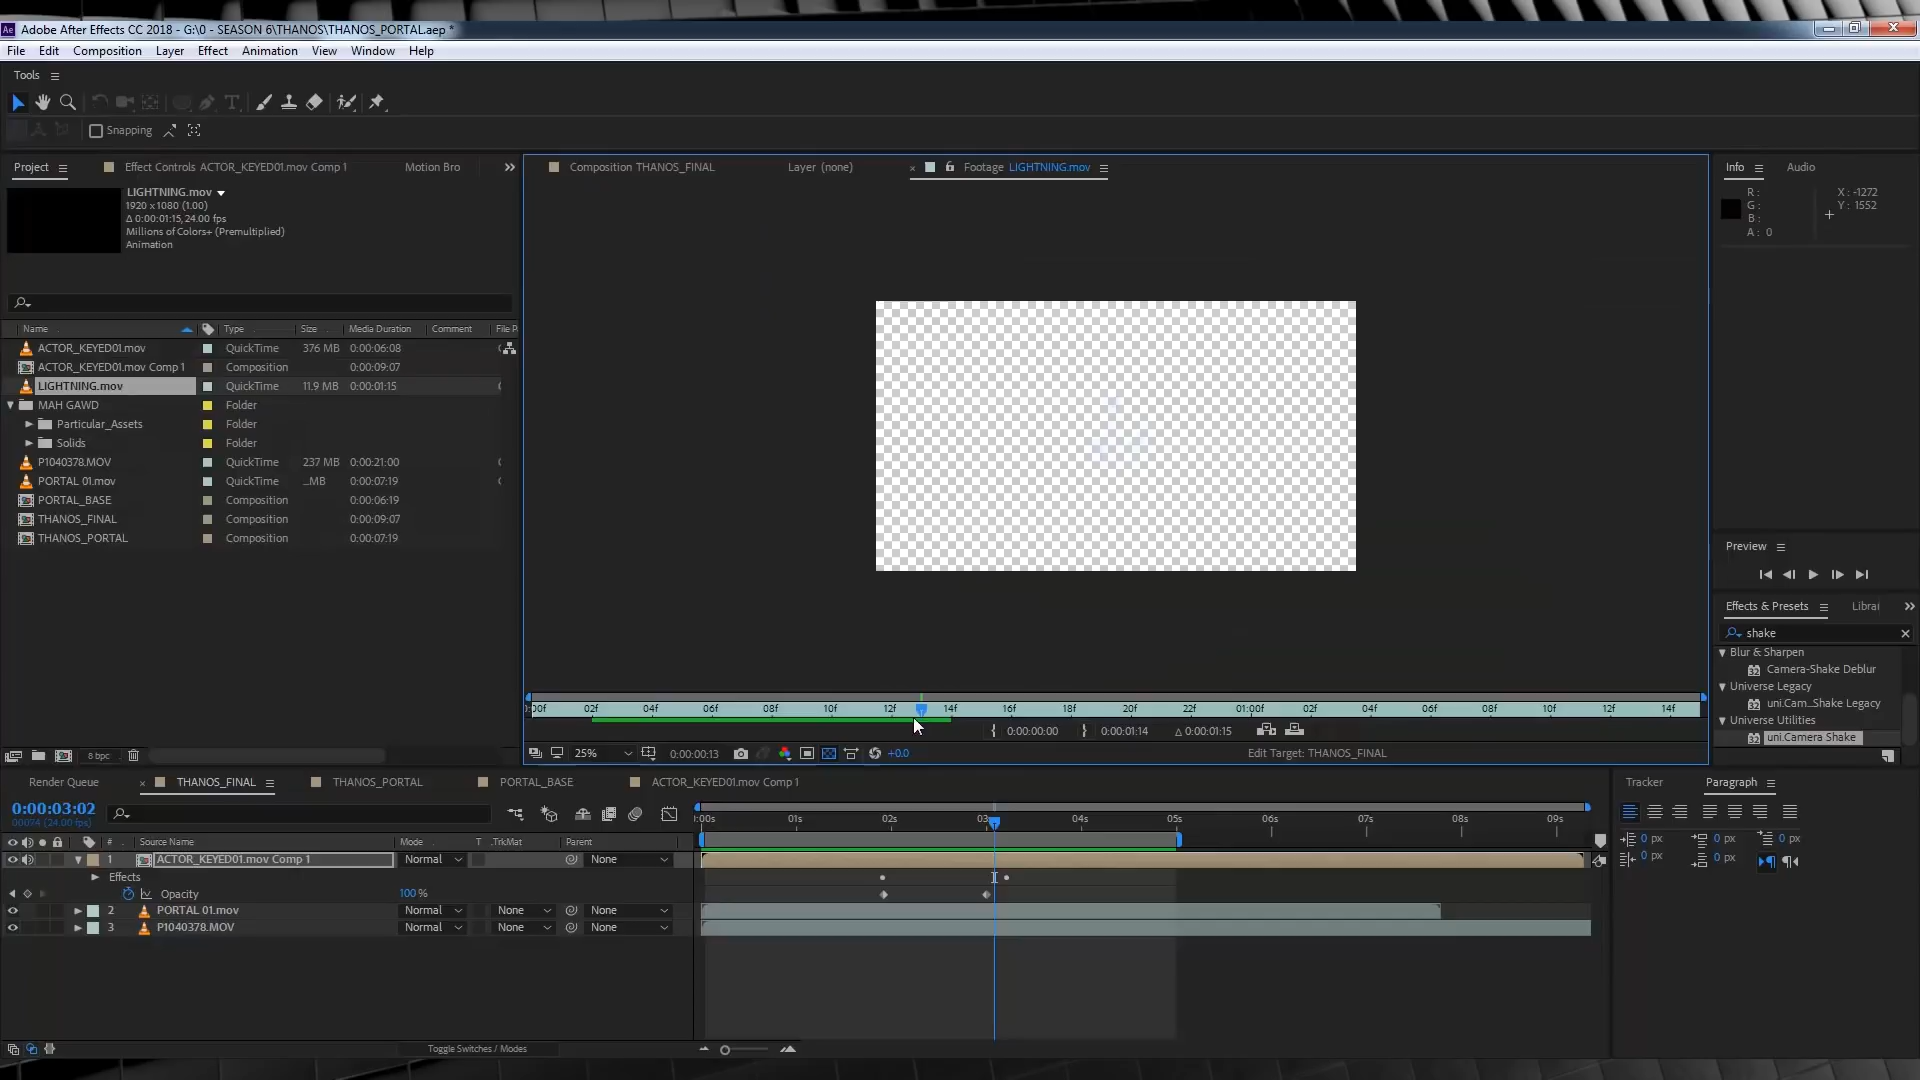 Adobe After Effects CC 2018 - G:\0 - SEASON 6\THANOS\THANOS_PORTAL.aep *
File Edit Composition Layer Effect Animation View Window Help
Tools
Snapping
Project Effect Controls ACTOR_KEYED01.mov Comp 1 Motion Bro
Composition THANOS_FINAL Layer (none) Footage LIGHTNING.mov
Info Audio
LIGHTNING.mov
1920 x 1080 (1.00)
Δ 0:00:01:15, 24.00 fps
Millions of Colors+ (Premultiplied)
Animation
R :
G :
B :
A : 0
X : -1272
Y : 1552
Name Type Size Media Duration Comment File P
ACTOR_KEYED01.mov QuickTime 376 MB 0:00:06:08
ACTOR_KEYED01.mov Comp 1 Composition 0:00:09:07
LIGHTNING.mov QuickTime 11.9 MB 0:00:01:15
MAH GAWD Folder
Particular_Assets Folder
Solids Folder
P1040378.MOV QuickTime 237 MB 0:00:21:00
PORTAL 01.mov QuickTime ...MB 0:00:07:19
PORTAL_BASE Composition 0:00:06:19
THANOS_FINAL Composition 0:00:09:07
THANOS_PORTAL Composition 0:00:07:19
Preview
Effects & Presets Librai
shake
Blur & Sharpen
Camera-Shake Deblur
Universe Legacy
uni.Cam...Shake Legacy
Universe Utilities
uni.Camera Shake
:00f 02f 04f 06f 08f 10f 12f 14f 16f 18f 20f 22f 01:00f 02f 04f 06f 08f 10f 12f 14f
0:00:00:00 0:00:01:14 Δ 0:00:01:15
8 bpc
25% 0:00:00:13 +0.0 Edit Target: THANOS_FINAL
Render Queue THANOS_FINAL THANOS_PORTAL PORTAL_BASE ACTOR_KEYED01.mov Comp 1
Tracker Paragraph
0:00:03:02
00074 (24.00 fps)
:00s 01s 02s 03s 04s 05s 06s 07s 08s 09s
# Source Name Mode T .TrkMat Parent
1 ACTOR_KEYED01.mov Comp 1 Normal None
Effects
Opacity 100 %
2 PORTAL 01.mov Normal None None
3 P1040378.MOV Normal None None
0 px 0 px 0 px
0 px 0 px
Toggle Switches / Modes